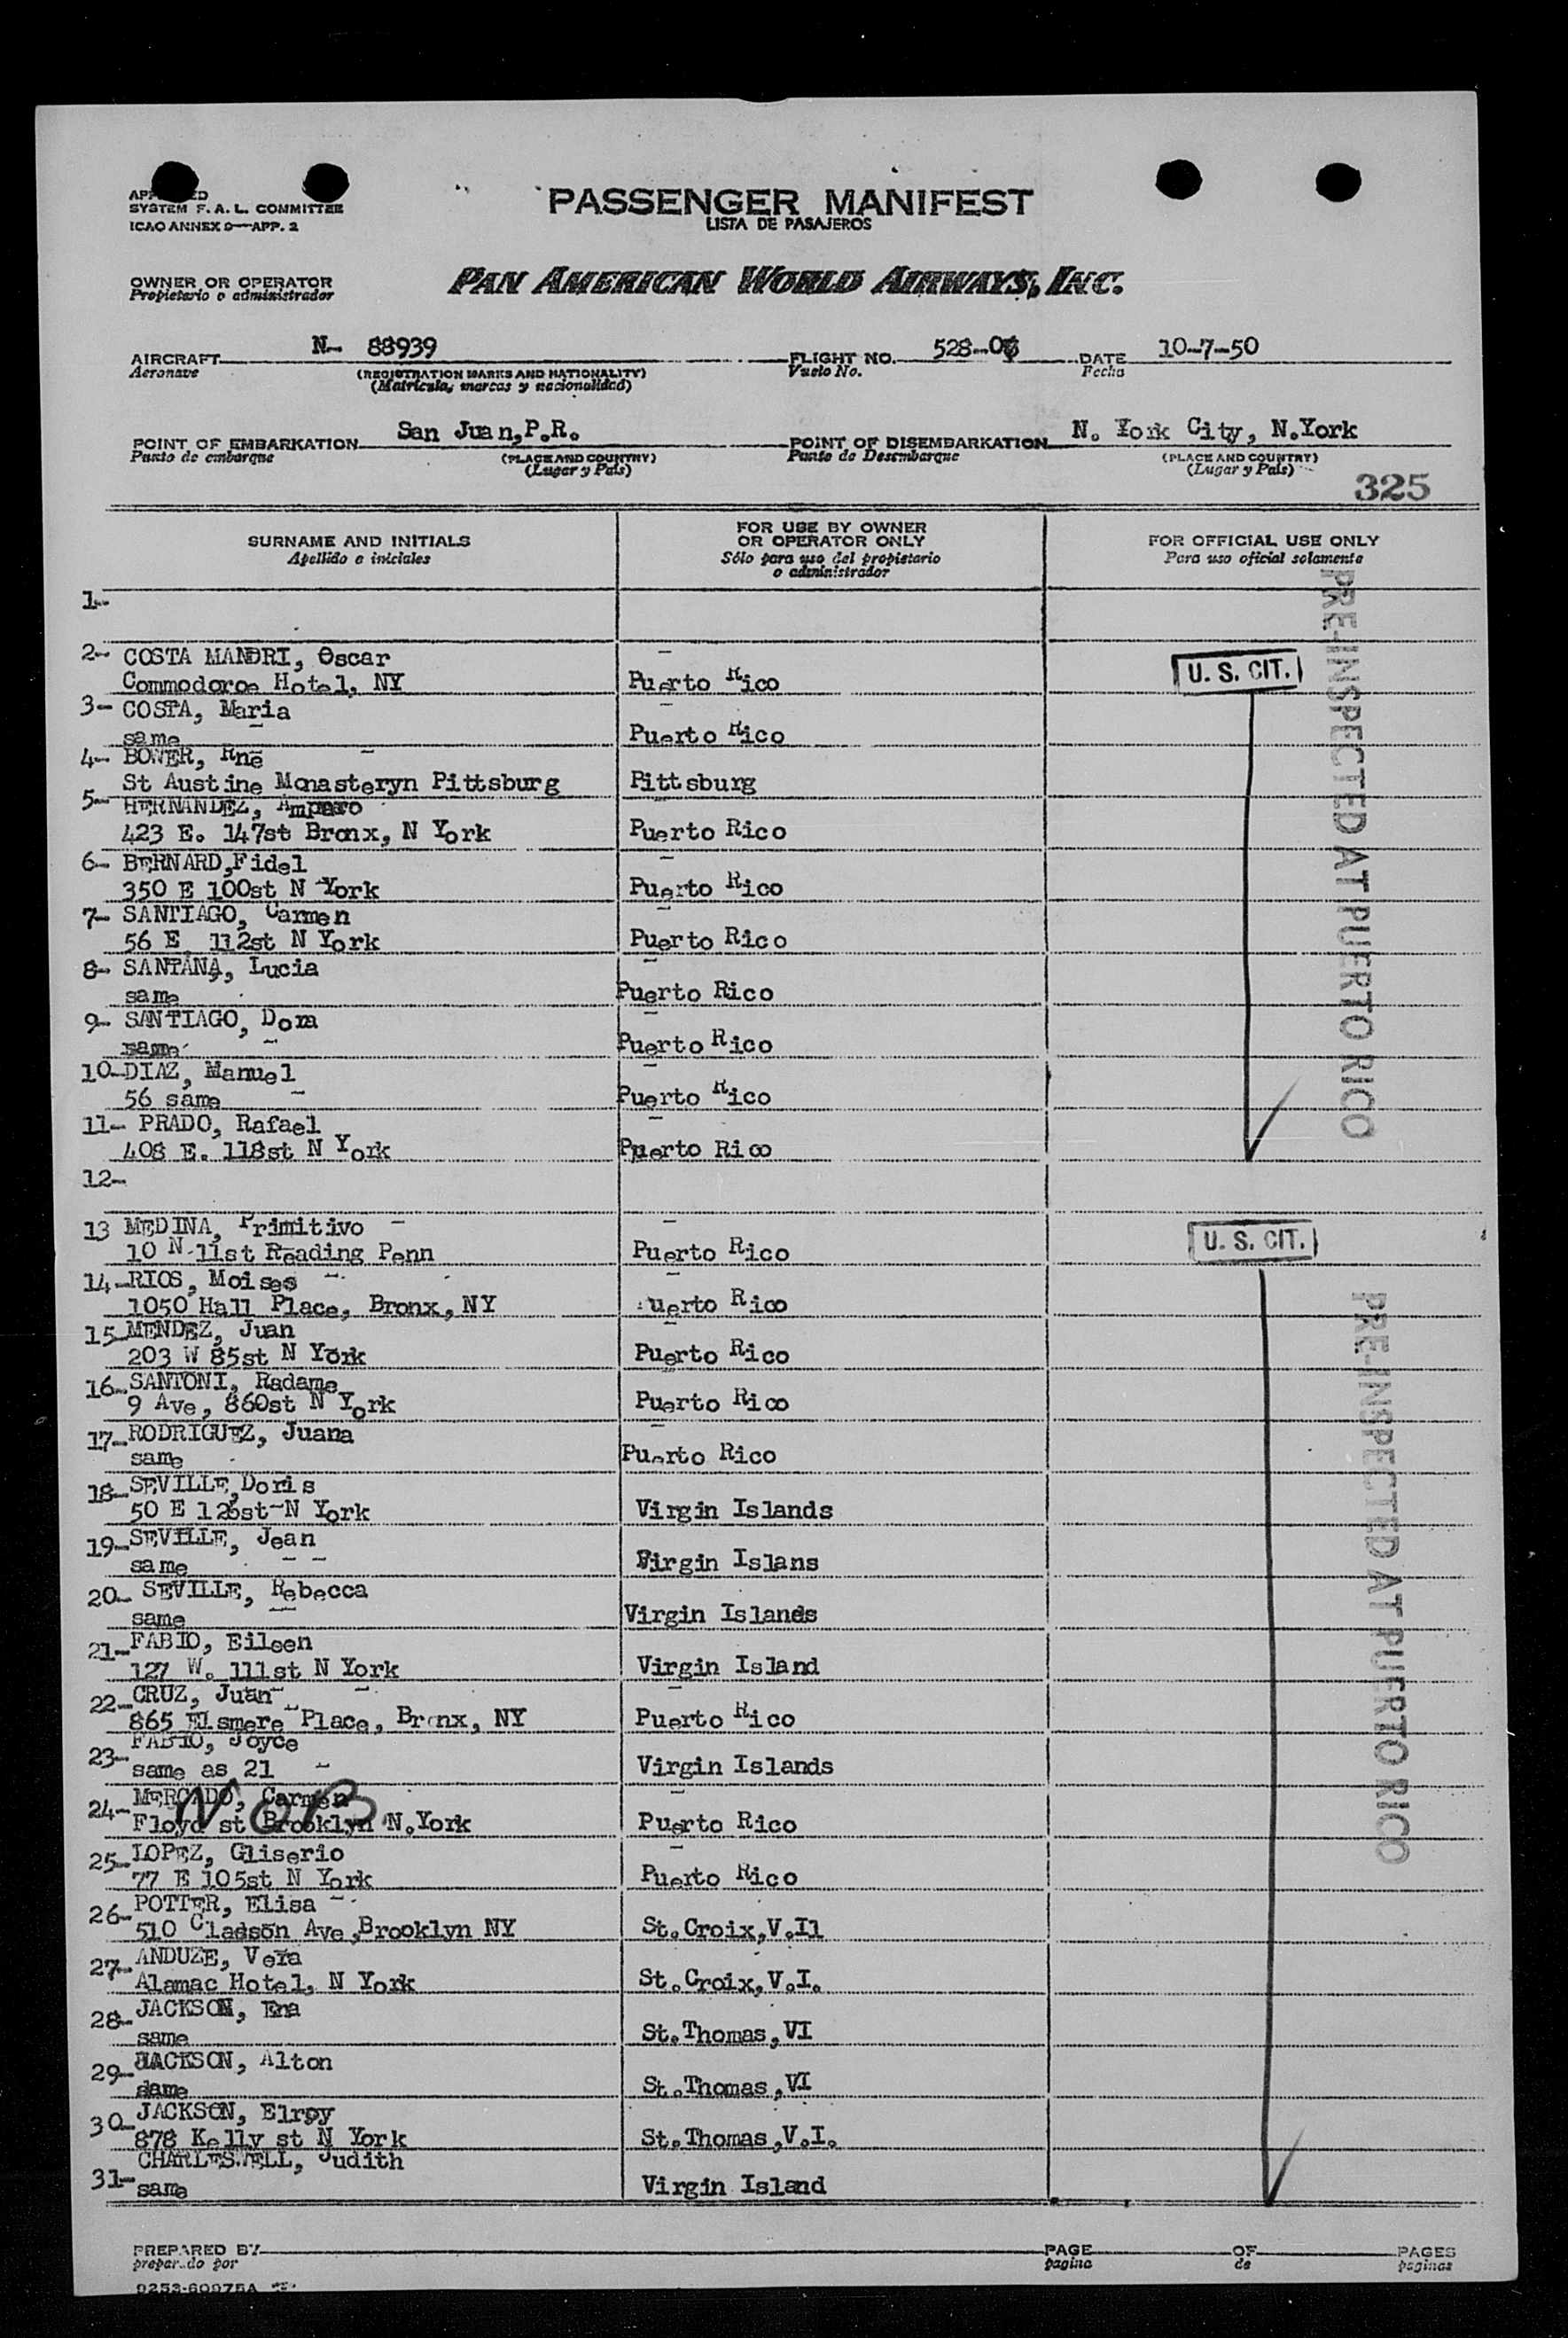 SYSTEM F. A. L. COMMITTEE
ICAO ANNEX 9—APP. 2
PASSENGER MANIFEST
LISTA DE PASAJEROS
OWNER OR OPERATOR
Propietario o administrador
PAN AMERICAN WORLD AIRWAYS, INC.
AIRCRAFT N- 88939
Aeronave
(REGISTRATION MARKS AND NATIONALITY)
(Matricula, marcas y nacionalidad)
FLIGHT NO. 528-03
Vuelo No.
DATE 10-7-50
Fecha
POINT OF EMBARKATION San Juan,P.R.
Punto de embarque
(PLACE AND COUNTRY)
(Lugar y País)
POINT OF DISEMBARKATION N. York City, N.York
Punto de Desembarque
(PLACE AND COUNTRY)
(Lugar y País)
325
SURNAME AND INITIALS
Apellido e iniciales
FOR USE BY OWNER
OR OPERATOR ONLY
Sólo para uso del propietario
o administrador
FOR OFFICIAL USE ONLY
Para uso oficial solamente
1-
2- COSTA MANDRI, Oscar
Commodoroe Hotel, NY Puerto Rico
U. S. CIT.
PRE-INSPECTED AT PUERTO RICO
3- COSTA, Maria
same Puerto Rico
4- BOWER, Rne
St Austine Monasteryn Pittsburg Pittsburg
5- HERNANDEZ, Amparo
423 E. 147st Bronx, N York Puerto Rico
6- BERNARD,Fidel
350 E 100st N York Puerto Rico
7- SANTIAGO, Carmen
56 E 112st N York Puerto Rico
8- SANTANA, Lucia
same Puerto Rico
9- SANTIAGO, Dora
same Puerto Rico
10-DIAZ, Manuel
56 same Puerto Rico
11- PRADO, Rafael
408 E. 118st N York Puerto Rico
12-
13 MEDINA, Primitivo
10 N 11st Reading Penn Puerto Rico
U. S. CIT.
PRE-INSPECTED AT PUERTO RICO
14-RIOS, Moises
1050 Hall Place, Bronx, NY uerto Rico
15-MENDEZ, Juan
203 W 85st N York Puerto Rico
16-SANTONI, Radame
9 Ave, 860st N York Puerto Rico
17-RODRIGUEZ, Juana
same Puerto Rico
18-SEVILLE,Doris
50 E 126st N York Virgin Islands
19-SEVILLE, Jean
same Virgin Islans
20- SEVILLE, Rebecca
same Virgin Islands
21-FABIO, Eileen
127 W. 111st N York Virgin Island
22-CRUZ, Juan
865 Elsmere Place, Bronx, NY Puerto Rico
FABIO, Joyce
23- same as 21 Virgin Islands
24- MERCADO, Carmen
NOB
Floyd st Brooklyn N.York Puerto Rico
25-LOPEZ, Gliserio
77 E 105st N York Puerto Rico
26-POTTER, Elisa
510 Classon Ave,Brooklyn NY St.Croix,V.Il
27-ANDUZE, Vera
Alamac Hotel, N York St.Croix,V.I.
28-JACKSON, Ena
same St.Thomas,VI
29-JACKSON, Alton
same St.Thomas,VI
30-JACKSON, Elroy
878 Kelly st N York St.Thomas,V.I.
CHARLESWELL, Judith
31-same Virgin Island
PREPARED BY
preparado por
PAGE
pagina
OF
de
PAGES
paginas